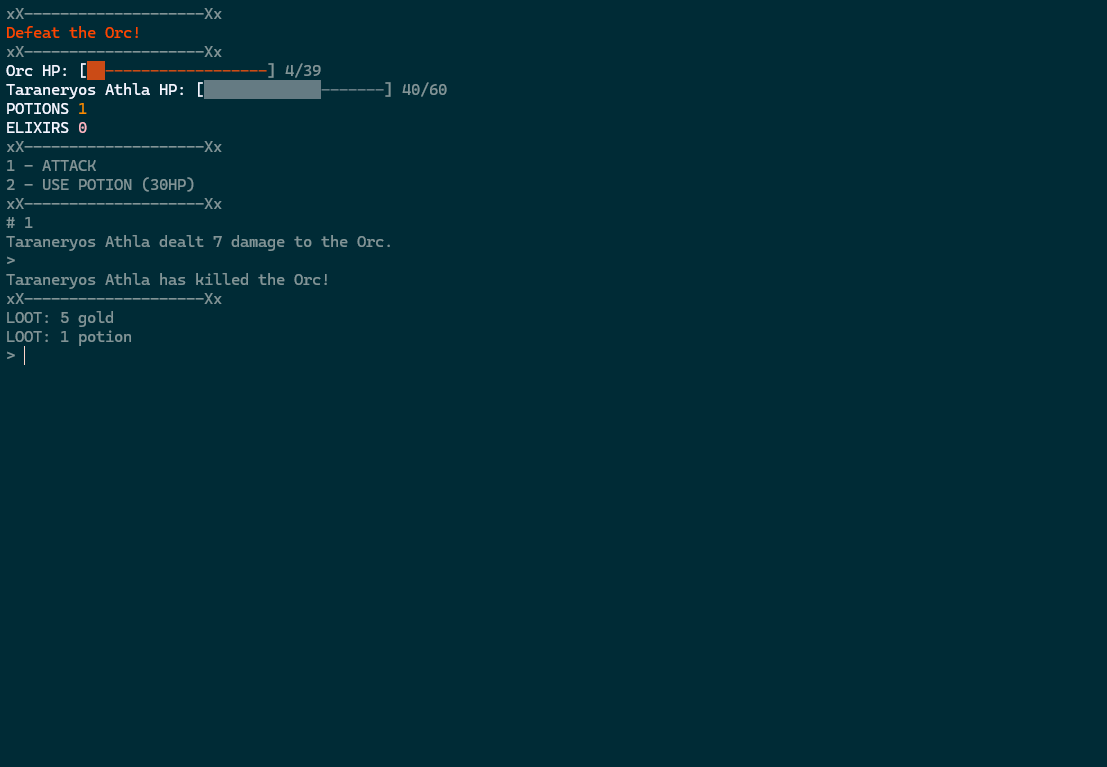 xX--------------------Xx
Defeat the Orc!
xX--------------------Xx
Orc HP: [██------------------] 4/39
Taraneryos Athla HP: [█████████████-------] 40/60
POTIONS 1
ELIXIRS 0
xX--------------------Xx
1 - ATTACK
2 - USE POTION (30HP)
xX--------------------Xx
# 1
Taraneryos Athla dealt 7 damage to the Orc.
>
Taraneryos Athla has killed the Orc!
xX--------------------Xx
LOOT: 5 gold
LOOT: 1 potion
>